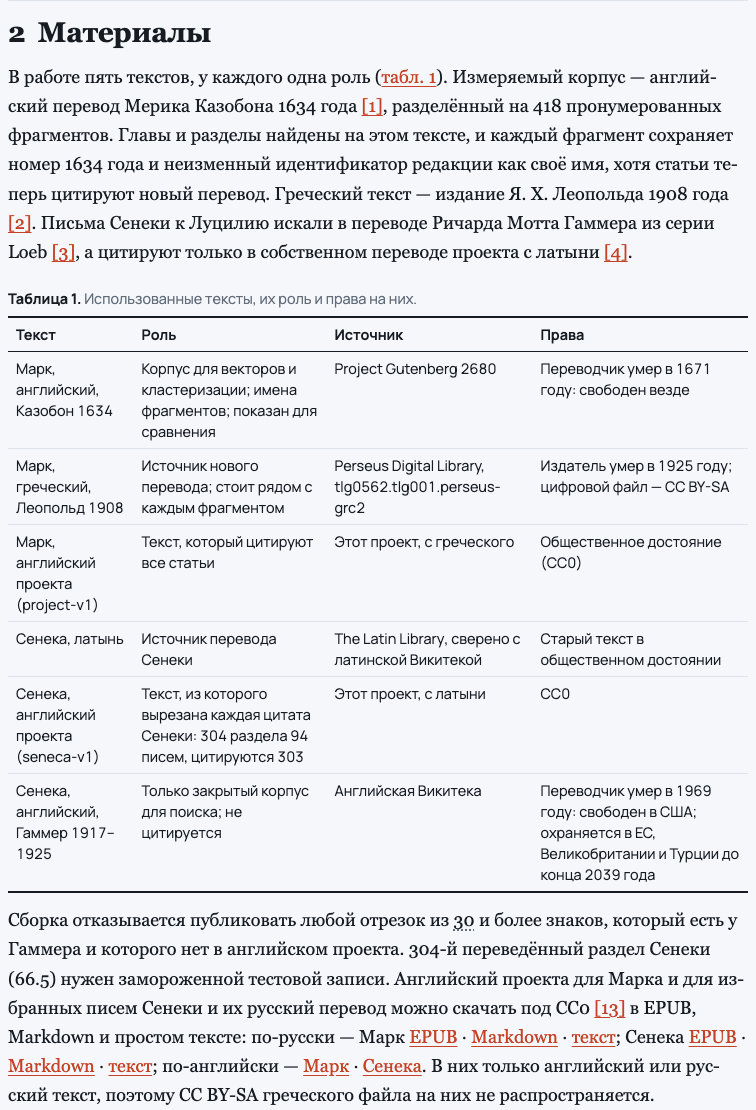 2 Материалы
В работе пять текстов, у каждого одна роль (табл. 1). Измеряемый корпус — англий-
ский перевод Мерика Казобона 1634 года [1], разделённый на 418 пронумерованных
фрагментов. Главы и разделы найдены на этом тексте, и каждый фрагмент сохраняет
номер 1634 года и неизменный идентификатор редакции как своё имя, хотя статьи те-
перь цитируют новый перевод. Греческий текст — издание Я. Х. Леопольда 1908 года
[2]. Письма Сенеки к Луцилию искали в переводе Ричарда Мотта Гаммера из серии
Loeb [3], а цитируют только в собственном переводе проекта с латыни [4].
Таблица 1. Использованные тексты, их роль и права на них.
Текст Роль Источник Права
Марк,
английский,
Казобон 1634
Корпус для векторов и
кластеризации; имена
фрагментов; показан для
сравнения
Project Gutenberg 2680
Переводчик умер в 1671
году: свободен везде
Марк,
греческий,
Леопольд 1908
Источник нового
перевода; стоит рядом с
каждым фрагментом
Perseus Digital Library,
tlg0562.tlg001.perseus-
grc2
Издатель умер в 1925 году;
цифровой файл — CC BY-SA
Марк,
английский
проекта
(project-v1)
Текст, который цитируют
все статьи
Этот проект, с греческого
Общественное достояние
(CC0)
Сенека, латынь
Источник перевода
Сенеки
The Latin Library, сверено с
латинской Викитекой
Старый текст в
общественном достоянии
Сенека,
английский
проекта
(seneca-v1)
Текст, из которого
вырезана каждая цитата
Сенеки: 304 раздела 94
писем, цитируются 303
Этот проект, с латыни
CC0
Сенека,
английский,
Гаммер 1917–
1925
Только закрытый корпус
для поиска; не
цитируется
Английская Викитека
Переводчик умер в 1969
году: свободен в США;
охраняется в ЕС,
Великобритании и Турции до
конца 2039 года
Сборка отказывается публиковать любой отрезок из 30 и более знаков, который есть у
Гаммера и которого нет в английском проекта. 304-й переведённый раздел Сенеки
(66.5) нужен замороженной тестовой записи. Английский проекта для Марка и для из-
бранных писем Сенеки и их русский перевод можно скачать под CC0 [13] в EPUB,
Markdown и простом тексте: по-русски — Марк EPUB · Markdown · текст; Сенека EPUB ·
Markdown · текст; по-английски — Марк · Сенека. В них только английский или рус-
ский текст, поэтому CC BY-SA греческого файла на них не распространяется.